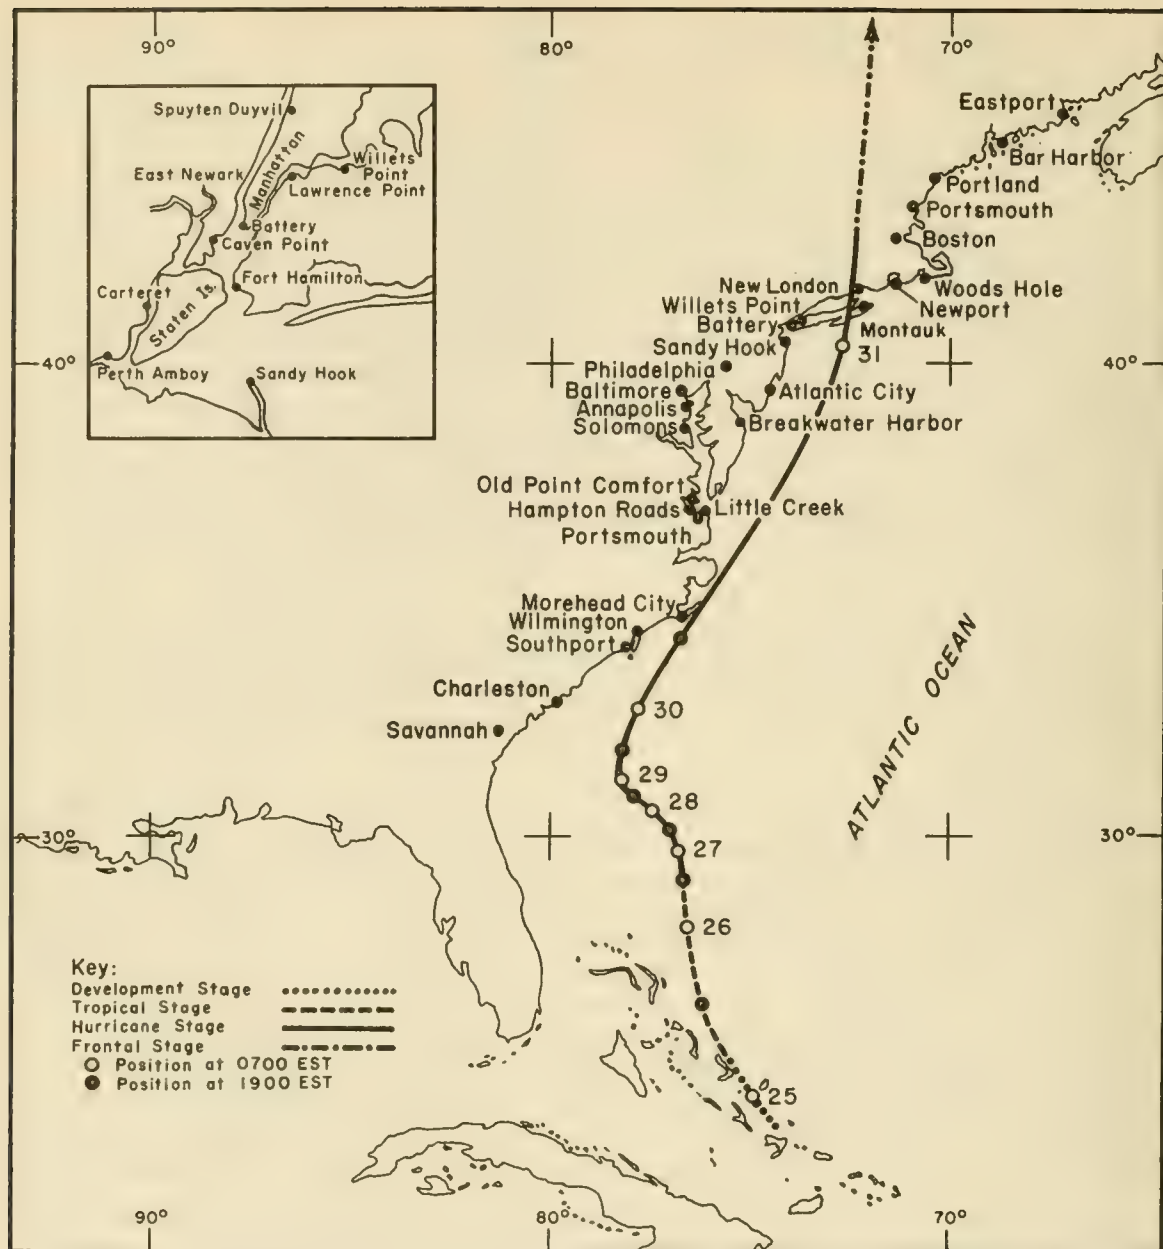 90°
80°
70°
Spuyten Duyvil
Manhattan
East Newark
Willets
Point
Lawrence Point
Battery
Caven Point
Fort Hamilton
Carteret
Staten Is.
Perth Amboy
Sandy Hook
Eastport
Bar Harbor
Portland
Portsmouth
Boston
New London
Woods Hole
Newport
Willets Point
Battery
Montauk
40°
Sandy Hook
31
40°
Philadelphia
Baltimore
Atlantic City
Annapolis
Solomons
Breakwater Harbor
Old Point Comfort
Hampton Roads
Little Creek
Portsmouth
Morehead City
Wilmington
Southport
ATLANTIC OCEAN
Charleston
30
Savannah
29
28
30°
27
30°
26
Key:
Development Stage
Tropical Stage
Hurricane Stage
Frontal Stage
Position at 0700 EST
Position at 1900 EST
25
90°
80°
70°